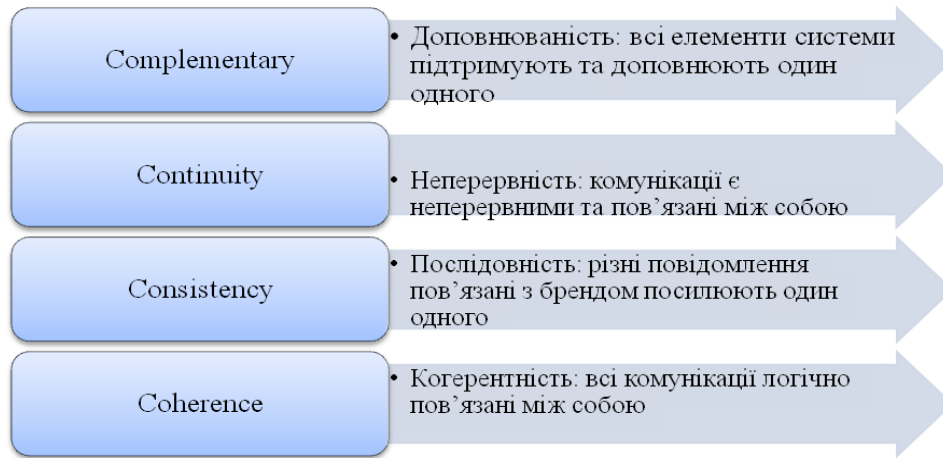 Complementary
• Доповнюваність: всі елементи системи
підтримують та доповнюють один
одного
Continuity
• Неперервність: комунікації є
неперервними та пов’язані між собою
Consistency
• Послідовність: різні повідомлення
пов’язані з брендом посилюють один
одного
Coherence
• Когерентність: всі комунікації логічно
пов’язані між собою